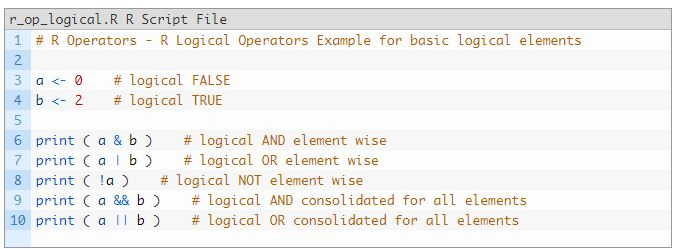 r_op_logical.R R Script File
1 # R Operators - R Logical Operators Example for basic logical elements
2
3 a <- 0    # logical FALSE
4 b <- 2    # logical TRUE
5
6 print ( a & b )    # logical AND element wise
7 print ( a | b )    # logical OR element wise
8 print ( !a )    # logical NOT element wise
9 print ( a && b )    # logical AND consolidated for all elements
10 print ( a || b )    # logical OR consolidated for all elements